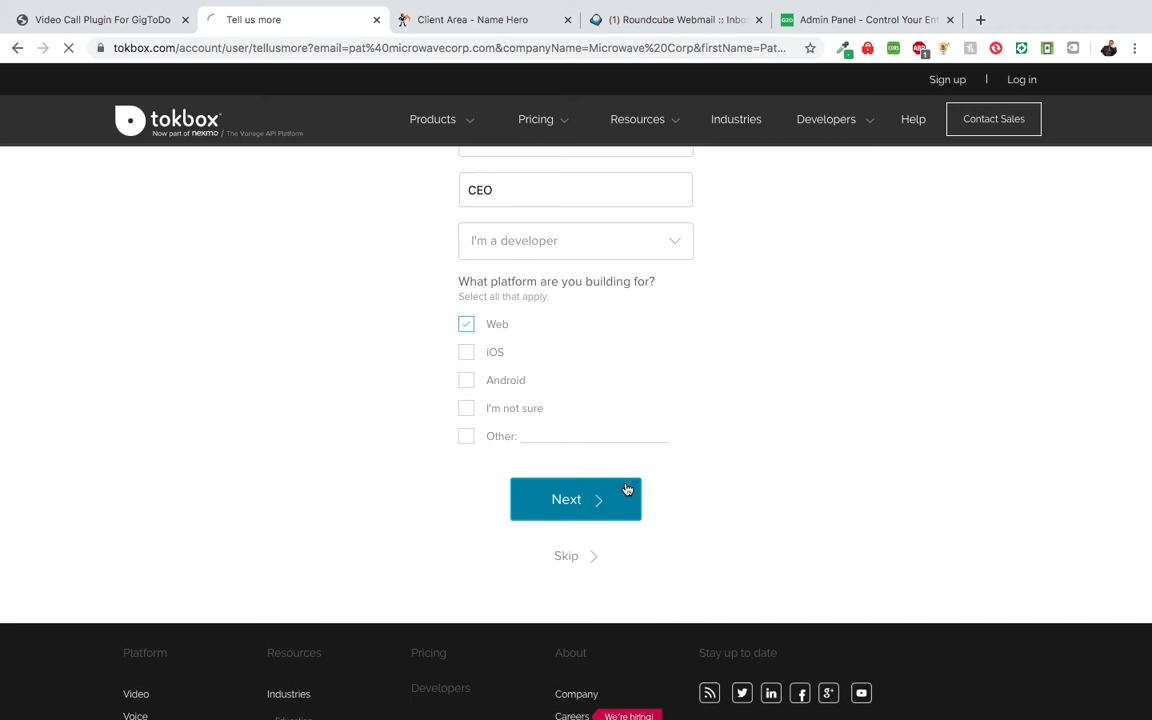 Video Call Plugin For GigToDo
Tell us more
Client Area - Name Hero
(1) Roundcube Webmail :: Inbo
Admin Panel - Control Your Ent
tokbox.com/account/user/tellusmore?email=pat%40microwavecorp.com&companyName=Microwave%20Corp&firstName=Pat...
Sign up | Log in
tokbox
Now part of nexmo / The Vonage API Platform
Products Pricing Resources Industries Developers Help Contact Sales
CEO
I'm a developer
What platform are you building for?
Select all that apply.
Web
iOS
Android
I'm not sure
Other:
Next
Skip
Platform Resources Pricing About Stay up to date
Developers
Video Industries Company
Voice Education Careers We're hiring!